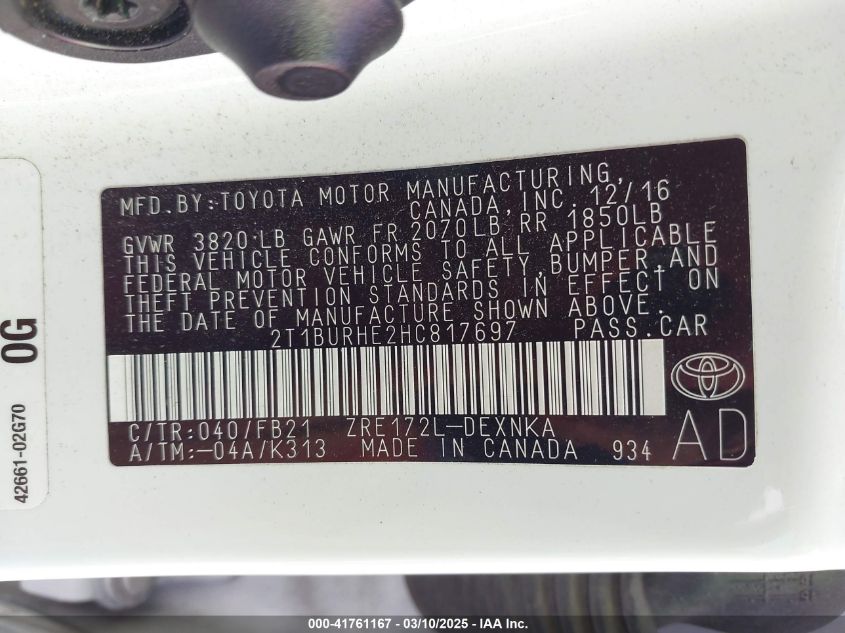 MFD.BY:TOYOTA MOTOR MANUFACTURING,
CANADA,INC. 12/16
GVWR 3820 LB GAWR FR 2070LB RR 1850LB
THIS VEHICLE CONFORMS TO ALL APPLICABLE
FEDERAL MOTOR VEHICLE SAFETY,BUMPER,AND
THEFT PREVENTION STANDARDS IN EFFECT ON
THE DATE OF MANUFACTURE SHOWN ABOVE.
2T1BURHE2HC817697 PASS.CAR
C/TR:040/FB21 ZRE172L-DEXNKA
A/TM:-04A/K313 MADE IN CANADA 934
AD
0G
42661-02G70
000-41761167 - 03/10/2025 - IAA Inc.